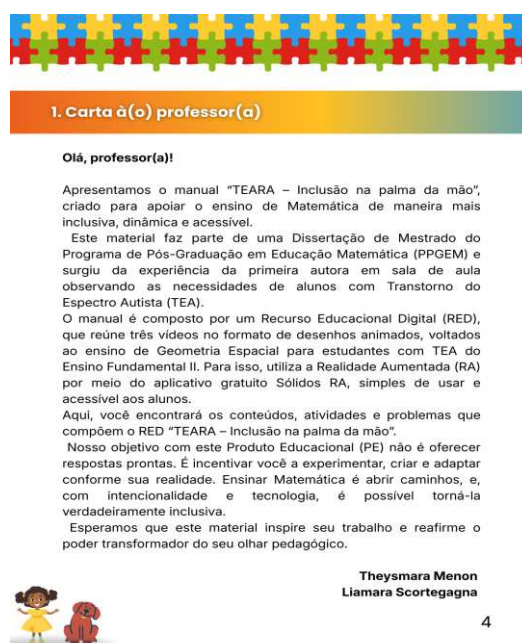 1. Carta à(o) professor(a)
Olá, professor(a)!
Apresentamos o manual “TEARA – Inclusão na palma da mão”,
criado para apoiar o ensino de Matemática de maneira mais
inclusiva, dinâmica e acessível.
Este material faz parte de uma Dissertação de Mestrado do
Programa de Pós-Graduação em Educação Matemática (PPGEM) e
surgiu da experiência da primeira autora em sala de aula
observando as necessidades de alunos com Transtorno do
Espectro Autista (TEA).
O manual é composto por um Recurso Educacional Digital (RED),
que reúne três vídeos no formato de desenhos animados, voltados
ao ensino de Geometria Espacial para estudantes com TEA do
Ensino Fundamental II. Para isso, utiliza a Realidade Aumentada (RA)
por meio do aplicativo gratuito Sólidos RA, simples de usar e
acessível aos alunos.
Aqui, você encontrará os conteúdos, atividades e problemas que
compõem o RED “TEARA – Inclusão na palma da mão”.
Nosso objetivo com este Produto Educacional (PE) não é oferecer
respostas prontas. É incentivar você a experimentar, criar e adaptar
conforme sua realidade. Ensinar Matemática é abrir caminhos, e,
com intencionalidade e tecnologia, é possível torná-la
verdadeiramente inclusiva.
Esperamos que este material inspire seu trabalho e reafirme o
poder transformador do seu olhar pedagógico.
Theysmara Menon
Liamara Scortegagna
4